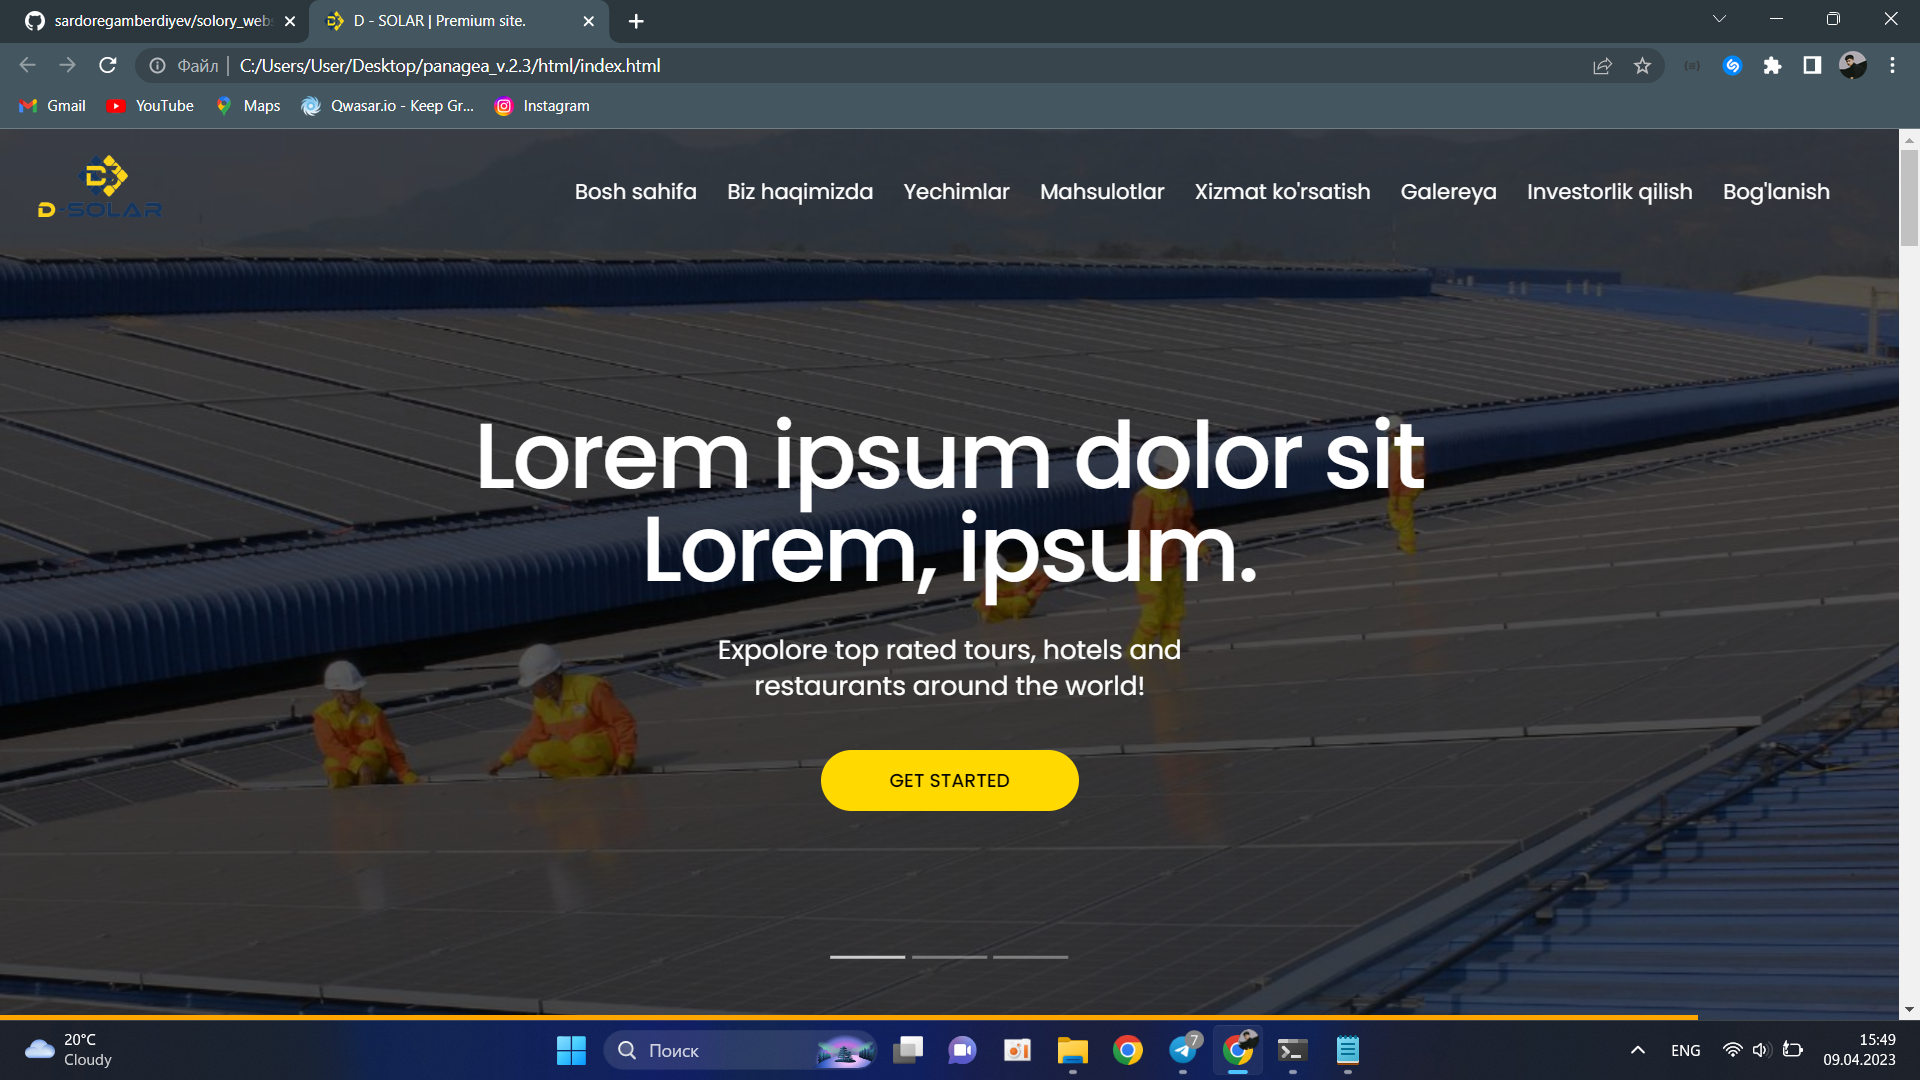 sardoregamberdiyev/solory_webs
D - SOLAR | Premium site.
Файл | C:/Users/User/Desktop/panagea_v.2.3/html/index.html
Gmail
YouTube
Maps
Qwasar.io - Keep Gr...
Instagram
D-SOLAR
Bosh sahifa
Biz haqimizda
Yechimlar
Mahsulotlar
Xizmat ko'rsatish
Galereya
Investorlik qilish
Bog'lanish
Lorem ipsum dolor sit
Lorem, ipsum.
Expolore top rated tours, hotels and
restaurants around the world!
GET STARTED
20°C
Cloudy
Поиск
7
ENG
15:49
09.04.2023